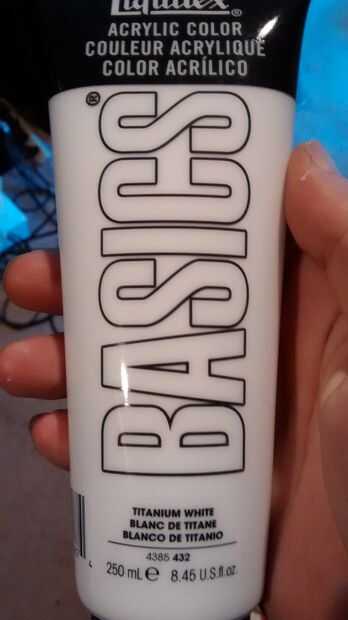 Liquitex®
ACRYLIC COLOR
COULEUR ACRYLIQUE
COLOR ACRÍLICO
BASICS®
TITANIUM WHITE
BLANC DE TITANE
BLANCO DE TITANIO
4385 432
250 mL ℮ 8.45 U.S.fl.oz.
4